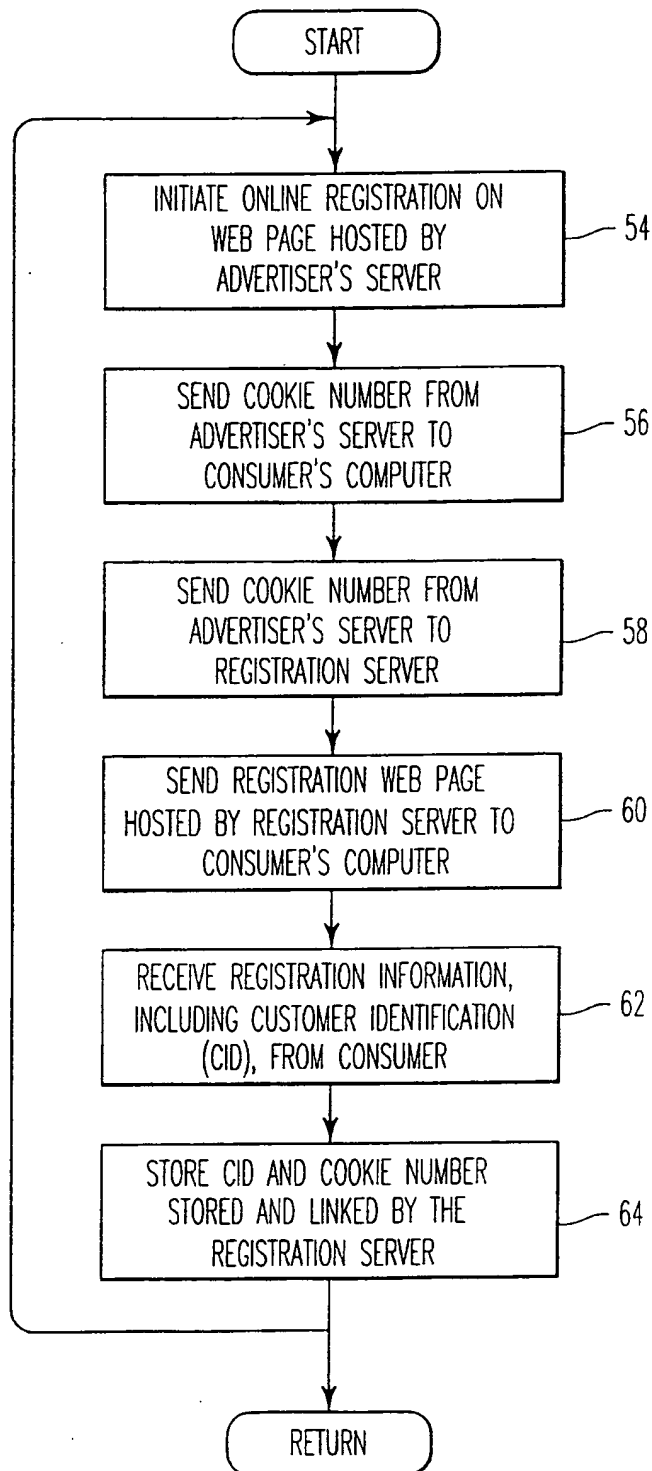 START
INITIATE ONLINE REGISTRATION ON
WEB PAGE HOSTED BY
ADVERTISER'S SERVER
54
SEND COOKIE NUMBER FROM
ADVERTISER'S SERVER TO
CONSUMER'S COMPUTER
56
SEND COOKIE NUMBER FROM
ADVERTISER'S SERVER TO
REGISTRATION SERVER
58
SEND REGISTRATION WEB PAGE
HOSTED BY REGISTRATION SERVER TO
CONSUMER'S COMPUTER
60
RECEIVE REGISTRATION INFORMATION,
INCLUDING CUSTOMER IDENTIFICATION
(CID), FROM CONSUMER
62
STORE CID AND COOKIE NUMBER
STORED AND LINKED BY THE
REGISTRATION SERVER
64
RETURN